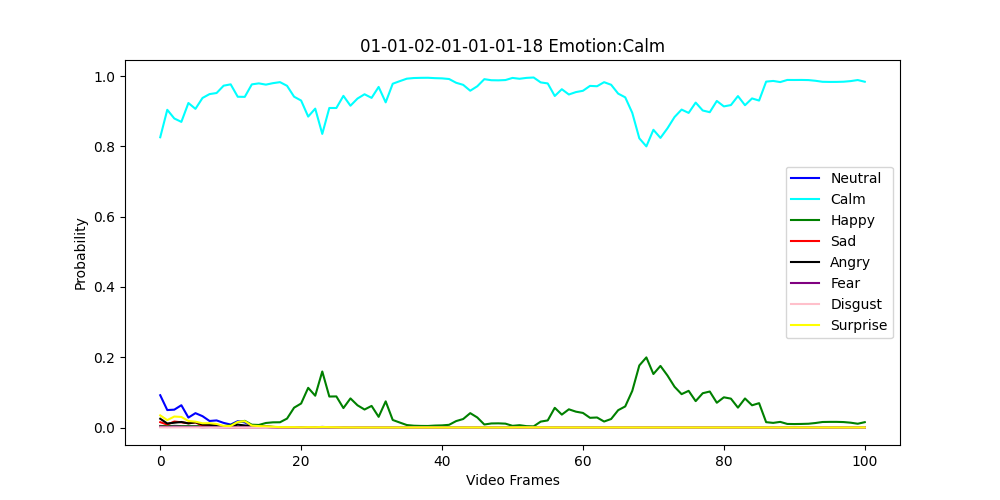 01-01-02-01-01-01-18 Emotion:Calm
1.0
0.8
0.6
0.4
0.2
0.0
Probability
0
20
40
60
80
100
Video Frames
Neutral
Calm
Happy
Sad
Angry
Fear
Disgust
Surprise